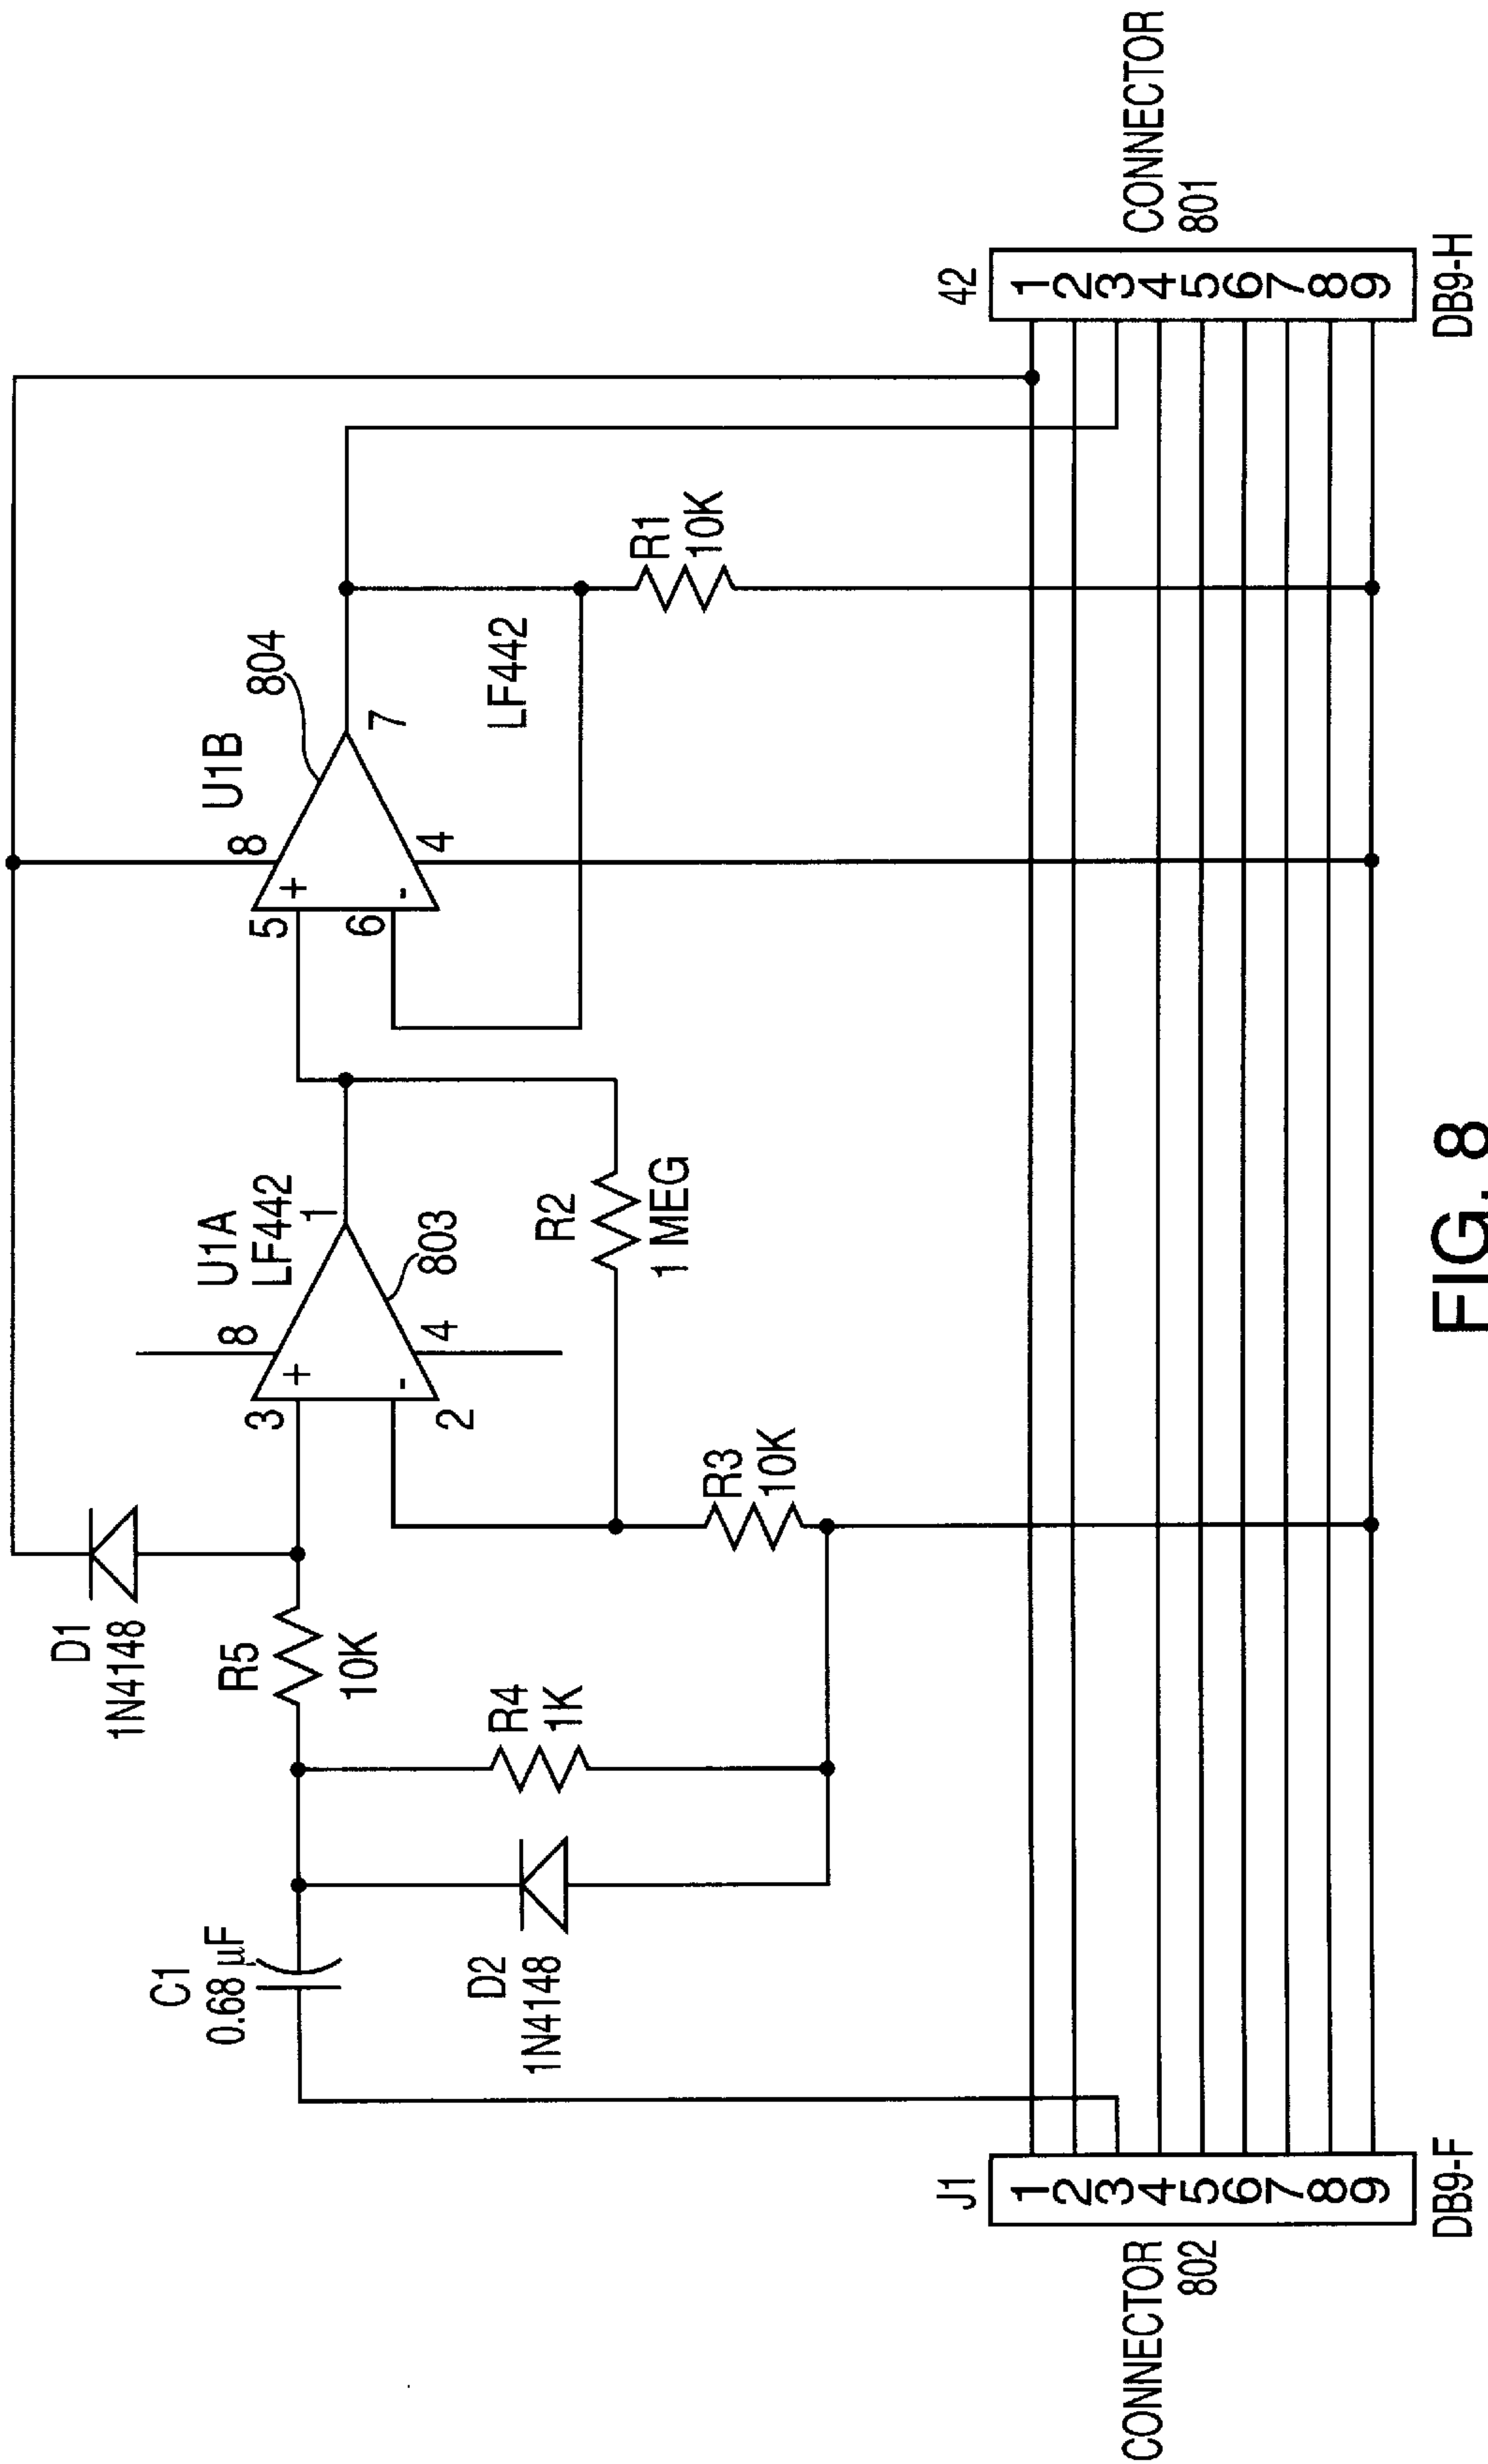 D1
1N4148
R5
10K
R4
1K
C1
0.68 µF
D2
1N4148
U1A
LF442
3
8
+
-
2
4
1
803
R2
1 MEG
R3
10K
U1B
804
5
8
+
-
6
4
7
LF442
R1
10K
J1
1
2
3
4
5
6
7
8
9
CONNECTOR
802
DB9-F
42
1
2
3
4
5
6
7
8
9
CONNECTOR
801
DB9-H
FIG. 8